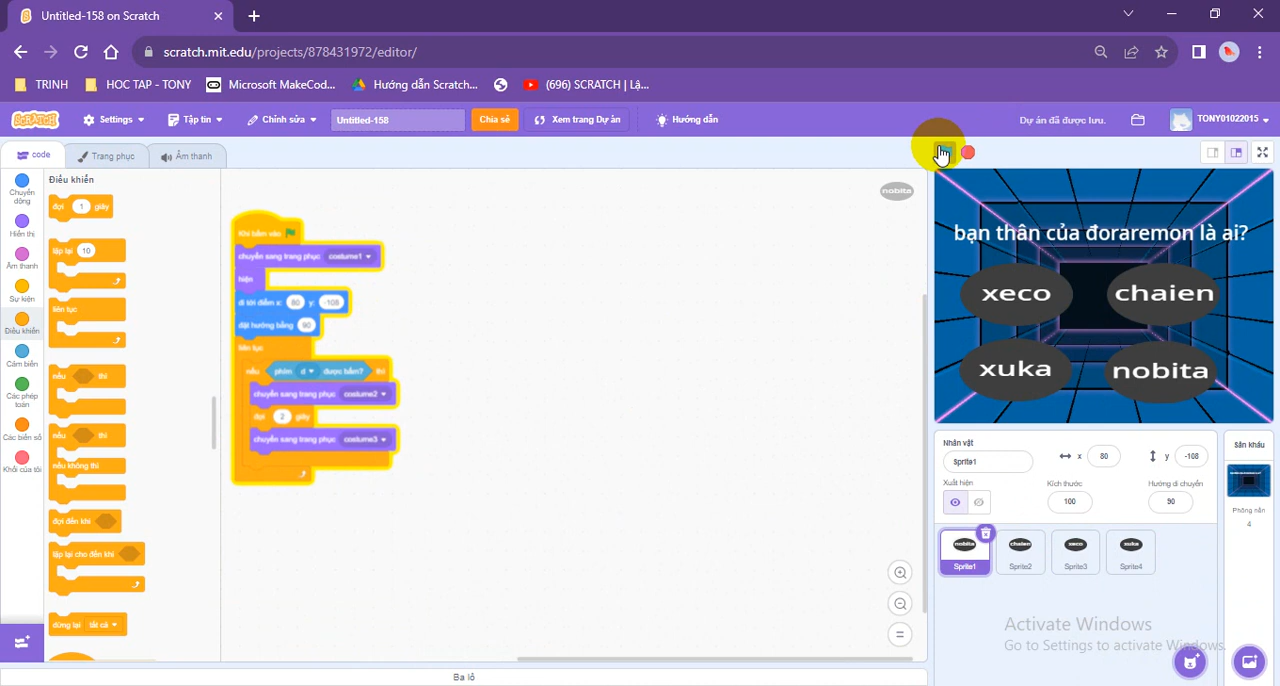 Untitled-158 on Scratch
scratch.mit.edu/projects/878431972/editor/
TRINH
HOC TAP - TONY
Microsoft MakeCod...
Hướng dẫn Scratch...
(696) SCRATCH | Lậ...
SCRATCH
Settings
Tập tin
Chỉnh sửa
Untitled-158
Chia sẻ
Xem trang Dự án
Hướng dẫn
Dự án đã được lưu.
TONY01022015
code
Trang phục
Âm thanh
Chuyển động
Hiển thị
Âm thanh
Sự kiện
Điều khiển
Cảm biến
Các phép toán
Các biến số
Khối của tôi
Điều khiển
đợi 1 giây
lặp lại 10
liên tục
nếu thì
nếu thì
nếu không thì
đợi đến khi
lặp lại cho đến khi
dừng lại tất cả
Khi bấm vào
chuyển sang trang phục costume1
hiện
đi tới điểm x: 80 y: -108
đặt hướng bằng 90
liên tục
nếu phím d được bấm? thì
chuyển sang trang phục costume2
đợi 2 giây
chuyển sang trang phục costume3
nobita
bạn thân của đoraremon là ai?
xeco
chaien
xuka
nobita
Nhân vật
Sprite1
x 80
y -108
Xuất hiện
Kích thước
100
Hướng di chuyển
90
nobita
Sprite1
chaien
Sprite2
xeco
Sprite3
xuka
Sprite4
Sân khấu
Phông nền
4
Activate Windows
Go to Settings to activate Windows.
Ba lô